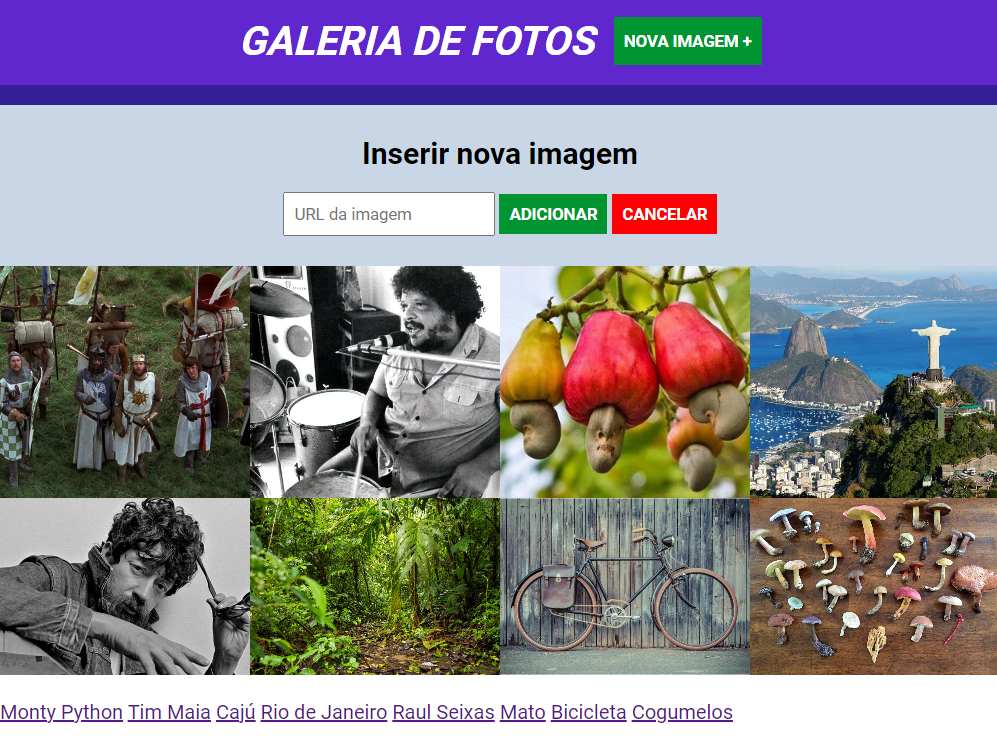 GALERIA DE FOTOS NOVA IMAGEM +
Inserir nova imagem
URL da imagem ADICIONAR CANCELAR
Monty Python Tim Maia Cajú Rio de Janeiro Raul Seixas Mato Bicicleta Cogumelos